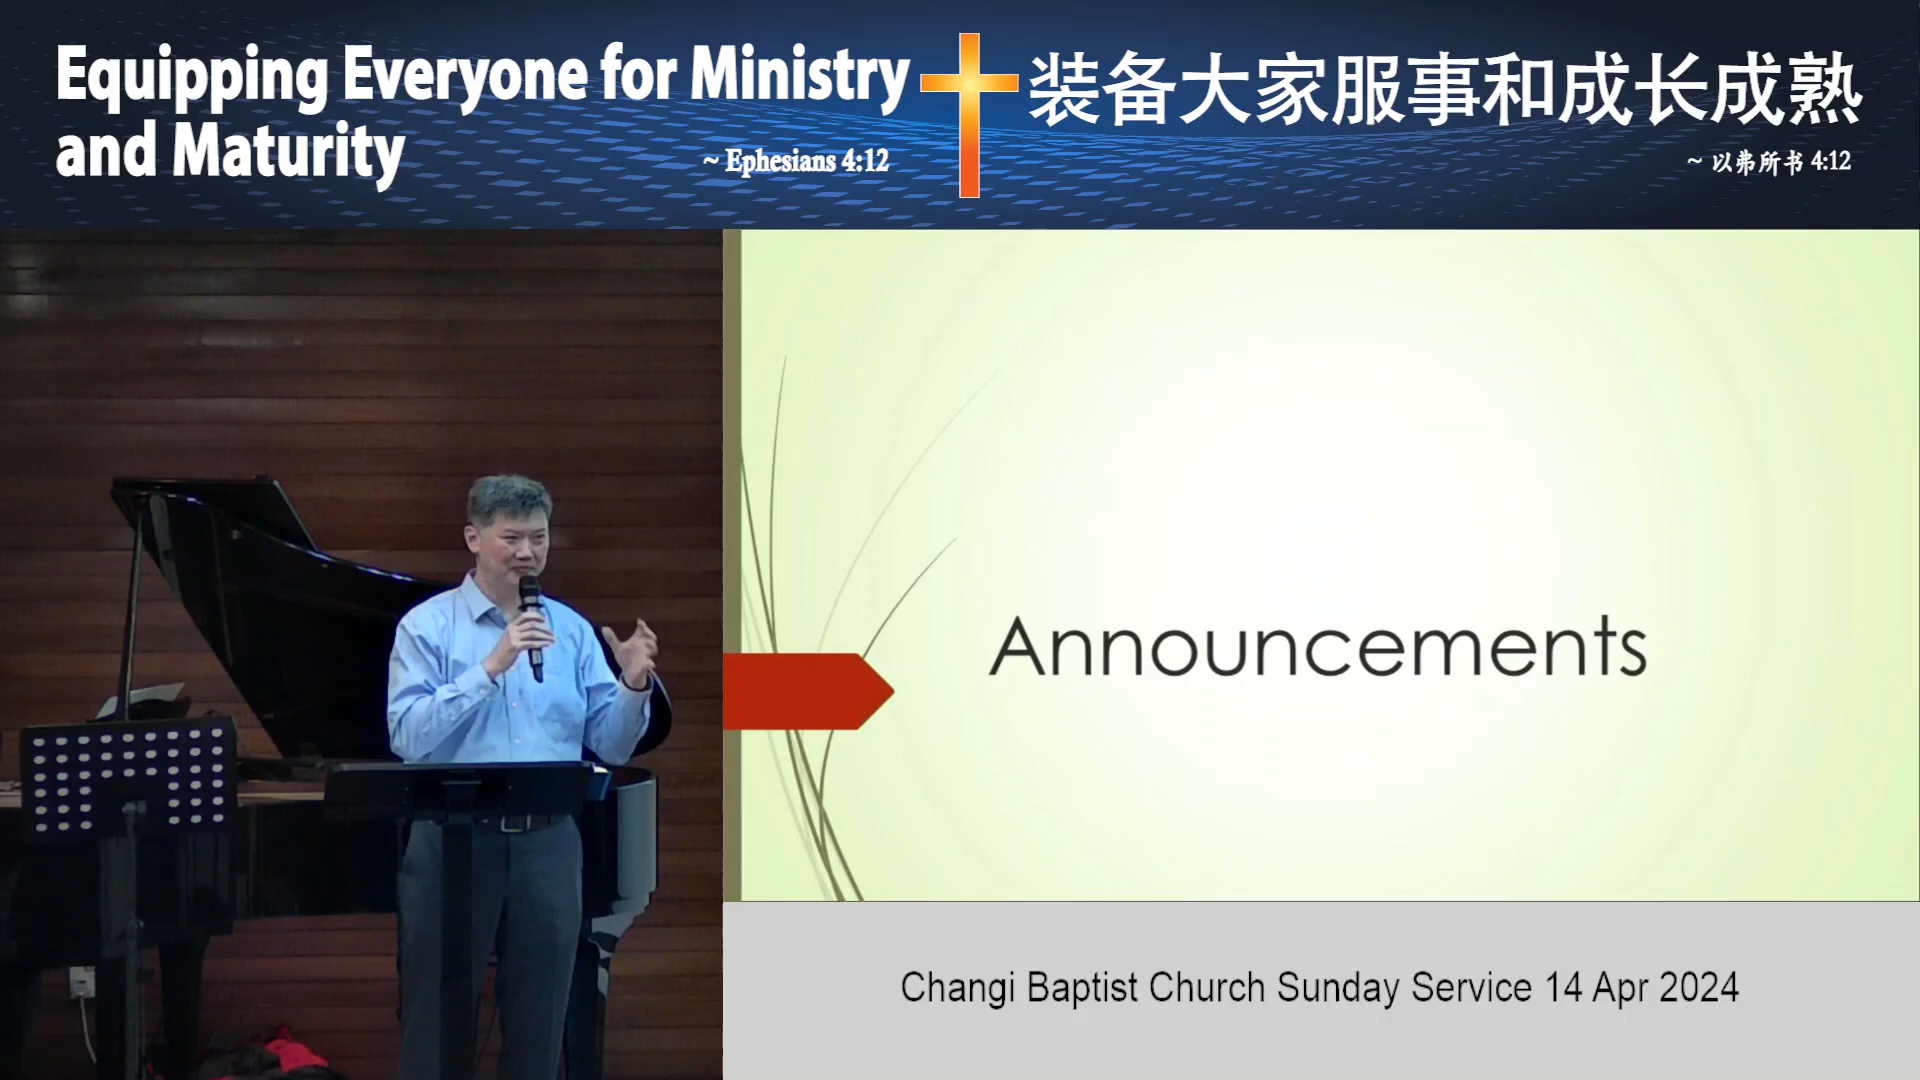 Equipping Everyone for Ministry
and Maturity
~ Ephesians 4:12
装备大家服事和成长成熟
~ 以弗所书 4:12
Announcements
Changi Baptist Church Sunday Service 14 Apr 2024